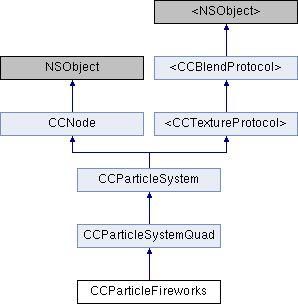 <NSObject>
NSObject
<CCBlendProtocol>
CCNode
<CCTextureProtocol>
CCParticleSystem
CCParticleSystemQuad
CCParticleFireworks